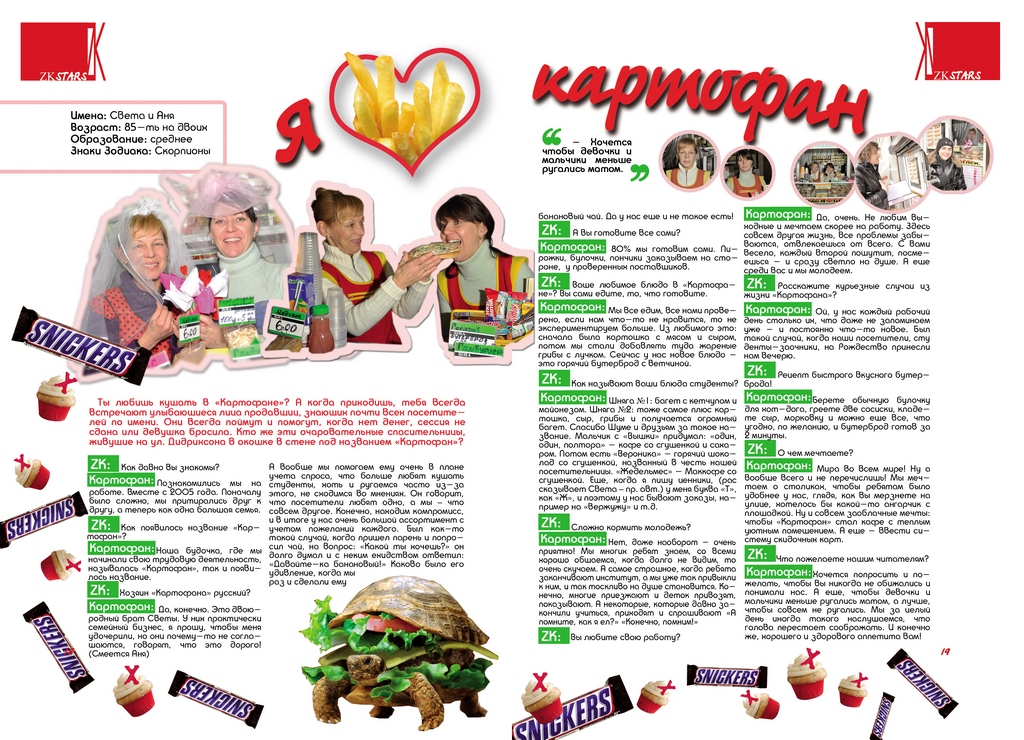 ZKSTARS
Имена: Света и Аня
Возраст: 85-ть на двоих
Образование: среднее
Знаки Зодиака: Скорпионы
Я
картофан
ZKSTARS
“ – Хочется
чтобы девочки и
мальчики меньше
ругались матом. ”
6.00
6.00
SNICKERS
Ты любишь кушать в «Картофане»? А когда приходишь, тебя всегда
встречают улыбающиеся лица продавщиц, знающих почти всех посетите-
лей по имени. Они всегда поймут и помогут, когда нет денег, сессия не
сдана или девушка бросила. Кто же эти очаровательные спасительницы,
живущие на ул. Дидриксона в окошке в стене под названием «Картофан»?
ZK: Как давно вы знакомы?
Картофан: Познакомились мы на
работе. Вместе с 2005 года. Поначалу
было сложно, мы притирались друг к
другу, а теперь как одна большая семья.
ZK: Как появилось название «Кар-
тофан»?
Картофан: Наша будочка, где мы
начинали свою трудовую деятельность,
называлась «Картофан», так и появи-
лось название.
ZK: Хозяин «Картофана» русский?
Картофан: Да, конечно. Это двою-
родный брат Светы. У них практически
семейный бизнес, я прошу, чтобы меня
удочерили, но они почему-то не согла-
шаются, говорят, что это дорого!
(Смеется Аня)
А вообще мы помогаем ему очень в плане
учета спроса, что больше любят кушать
студенты, хоть и ругаемся часто из-за
этого, не сходимся во мнении. Он говорит,
что посетители любят одно, а мы – что
совсем другое. Конечно, находим компромисс,
и в итоге у нас очень большой ассортимент с
учетом пожеланий каждого. Был как-то
такой случай, когда пришел парень и попро-
сил чай, на вопрос: «Какой ты хочешь?» он
долго думал и с неким ехидством ответил:
«Давайте-ка банановый!» Каково было его
удивление, когда мы
раз и сделали ему
SNICKERS
SNICKERS
SNICKERS
банановый чай. Да у нас еще и не такое есть!
ZK: А вы готовите все сами?
Картофан: 80% мы готовим сами. Пи-
рожки, булочки, пончики заказываем на сто-
роне, у проверенных поставщиков.
ZK: Ваше любимое блюдо в «Картофа-
не»? Вы сами едите, то, что готовите.
Картофан: Мы все едим, все нами прове-
рено, если нам что-то не нравится, то не
экспериментируем больше. Из любимого это:
сначала была картошка с мясом и сыром,
потом мы стали добавлять туда жареные
грибы с лучком. Сейчас у нас новое блюдо –
это горячий бутерброд с ветчиной.
ZK: Как называют ваши блюда студенты?
Картофан: Шняга №1: багет с кетчупом и
майонезом. Шняга №2: тоже самое плюс кар-
тошка, сыр, грибы и получается огромный
багет. Спасибо Шуме и друзьям за такое на-
звание. Мальчик с «Вышки» придумал: «один,
один, полтора» – кофе со сгущенкой и саха-
ром. Потом есть «вероника» – горячий шоко-
лад со сгущенкой, названный в честь нашей
посетительницы. «Жедельмес» – Маккофе со
сгущенкой. Еще, когда я пишу ценники, (рас
сказывает Света – пр. авт.) у меня буква «Т»,
как «Ж», и поэтому у нас бывают заказы, на-
пример на «вержужу» и т.д.
ZK: Сложно кормить молодежь?
Картофан: Нет, даже наоборот – очень
приятно! Мы многих ребят знаем, со всеми
хорошо общаемся, когда долго не видим, то
очень скучаем. А самое страшное, когда ребята
заканчивают институт, а мы уже так привыкли
к ним, и так тоскливо на душе становится. Ко-
нечно, многие приезжают и деток привозят,
показывают. А некоторые, которые давно за-
кончили учиться, приходят и спрашивают «А
помните, как я ел?» «Конечно, помним!»
ZK: Вы любите свою работу?
Картофан: Да, очень. Не любим вы-
ходные и мечтаем скорее на работу. Здесь
совсем другая жизнь, все проблемы забы-
ваются, отвлекаешься от всего. С вами
весело, каждый второй пошутит, посме-
ешься – и сразу светло на душе. А еще
среди вас и мы молодеем.
ZK: Расскажите курьезные случаи из
жизни «Картофана»?
Картофан: Ой, у нас каждый рабочий
день столько их, что даже не запоминаем
уже – и постоянно что-то новое. Был
такой случай, когда наши посетители, сту
денты-заочники, на Рождество принесли
нам вечерю.
ZK: Рецепт быстрого вкусного бутер-
брода!
Картофан: Берете обычную булочку
для хот-дога, греете две сосиски, кладе-
те сыр, морковку и можно еще все, что
угодно, по желанию, и бутерброд готов за
2 минуты.
ZK: О чем мечтаете?
Картофан: Мира во всем мире! Ну а
вообще всего и не перечислишь! Мы меч-
таем о столиках, чтобы ребятам было
удобнее у нас, глядя, как вы мерзнете на
улице, хотелось бы какой-то ангарчик с
площадкой. Ну и совсем заоблачные мечты:
чтобы «Картофан» стал кафе с теплым
уютным помещением. А еще – ввести си-
стему скидочных карт.
ZK: Что пожелаете нашим читателям?
Картофан: Хочется попросить и по-
желать, чтобы вы никогда не обижались и
понимали нас. А еще, чтобы девочки и
мальчики меньше ругались матом, а лучше,
чтобы совсем не ругались. Мы за целый
день иногда такого наслушаемся, что
голова перестает соображать. И конечно
же, хорошего и здорового аппетита вам!
19
SNICKERS
SNICKERS
SNICKERS
SNICKERS